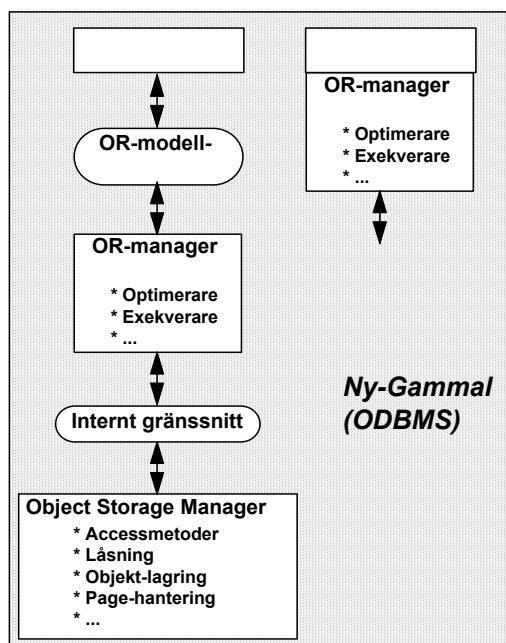 OR-modell-
OR-manager
* Optimerare
* Exekverare
* ...
Internt gränssnitt
Object Storage Manager
* Accessmetoder
* Låsning
* Objekt-lagring
* Page-hantering
* ...
OR-manager
* Optimerare
* Exekverare
* ...
Ny-Gammal
(ODBMS)